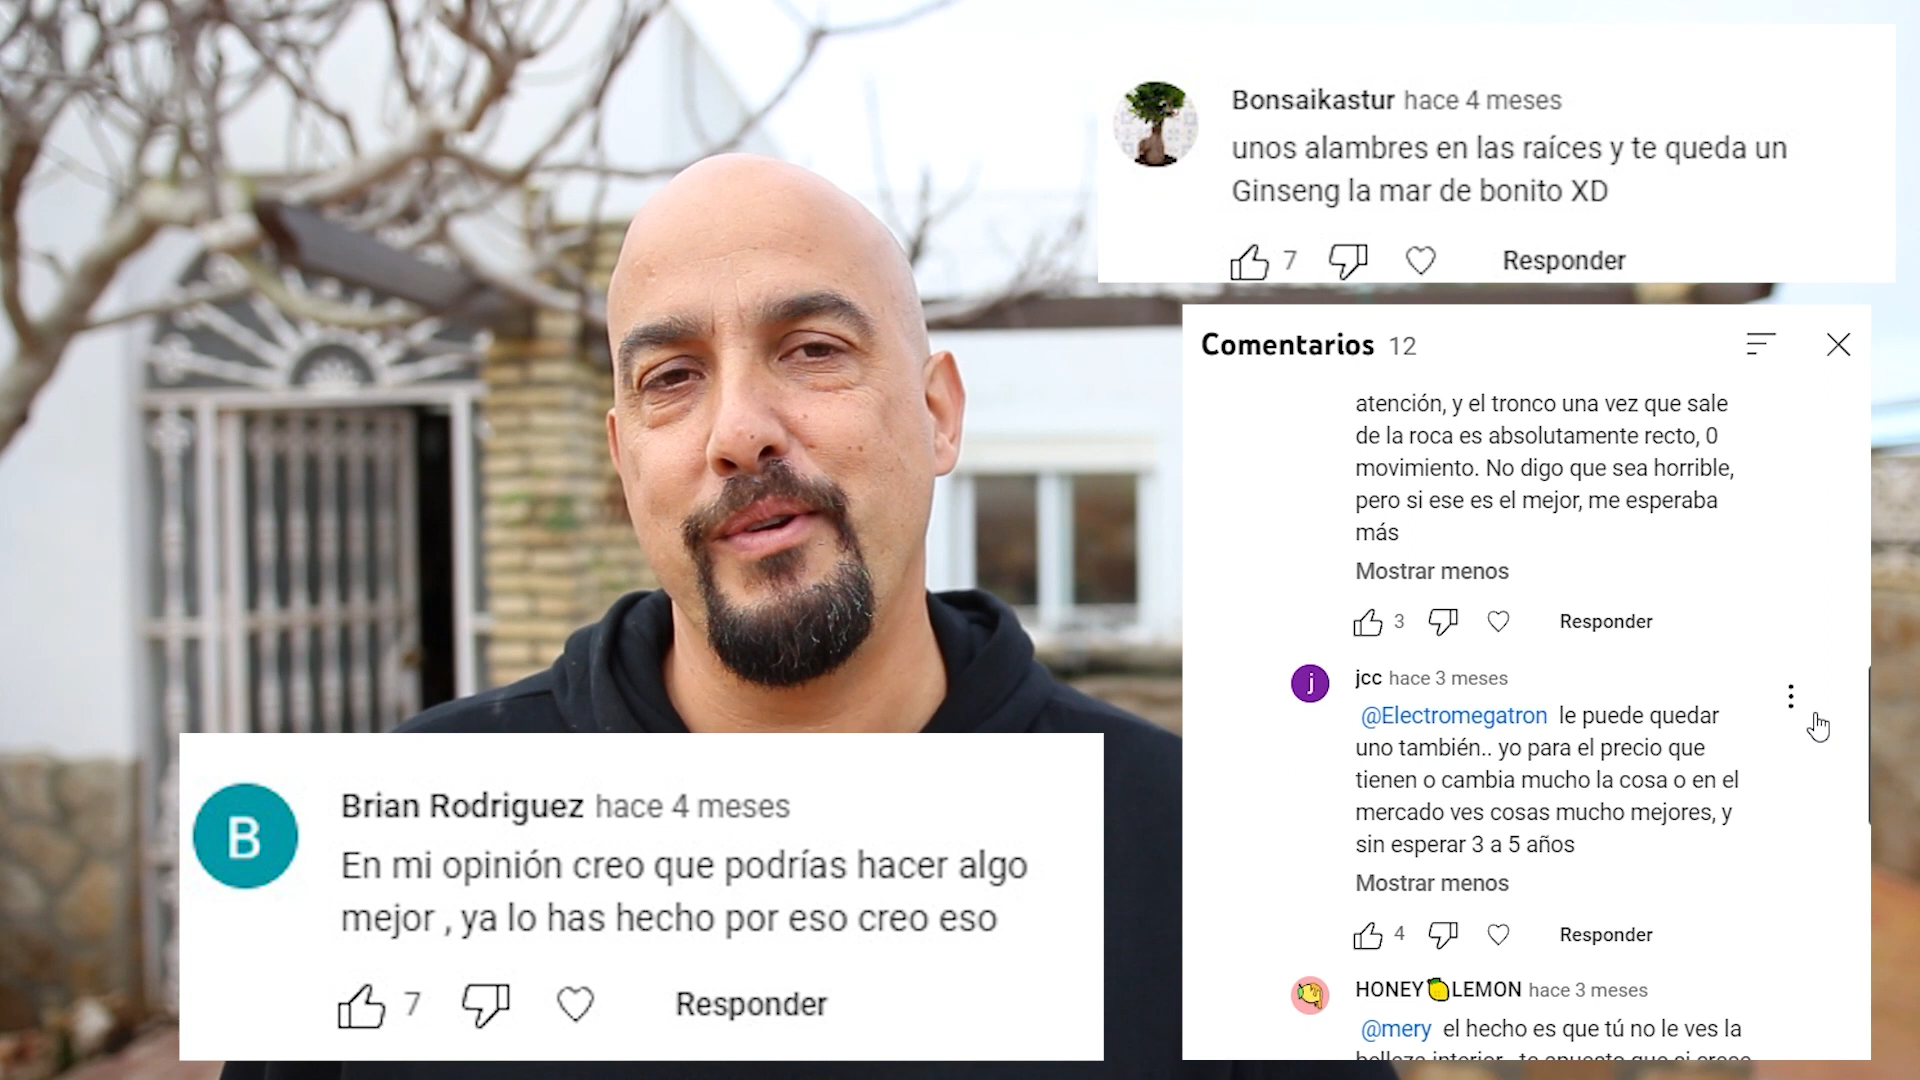 Bonsaikastur hace 4 meses
unos alambres en las raíces y te queda un
Ginseng la mar de bonito XD
7 Responder
Comentarios 12
atención, y el tronco una vez que sale
de la roca es absolutamente recto, 0
movimiento. No digo que sea horrible,
pero si ese es el mejor, me esperaba
más
Mostrar menos
3 Responder
j
jcc hace 3 meses
@Electromegatron le puede quedar
uno también.. yo para el precio que
tienen o cambia mucho la cosa o en el
mercado ves cosas mucho mejores, y
sin esperar 3 a 5 años
Mostrar menos
4 Responder
HONEY🍋LEMON hace 3 meses
@mery el hecho es que tú no le ves la
belleza interior
B
Brian Rodriguez hace 4 meses
En mi opinión creo que podrías hacer algo
mejor , ya lo has hecho por eso creo eso
7 Responder